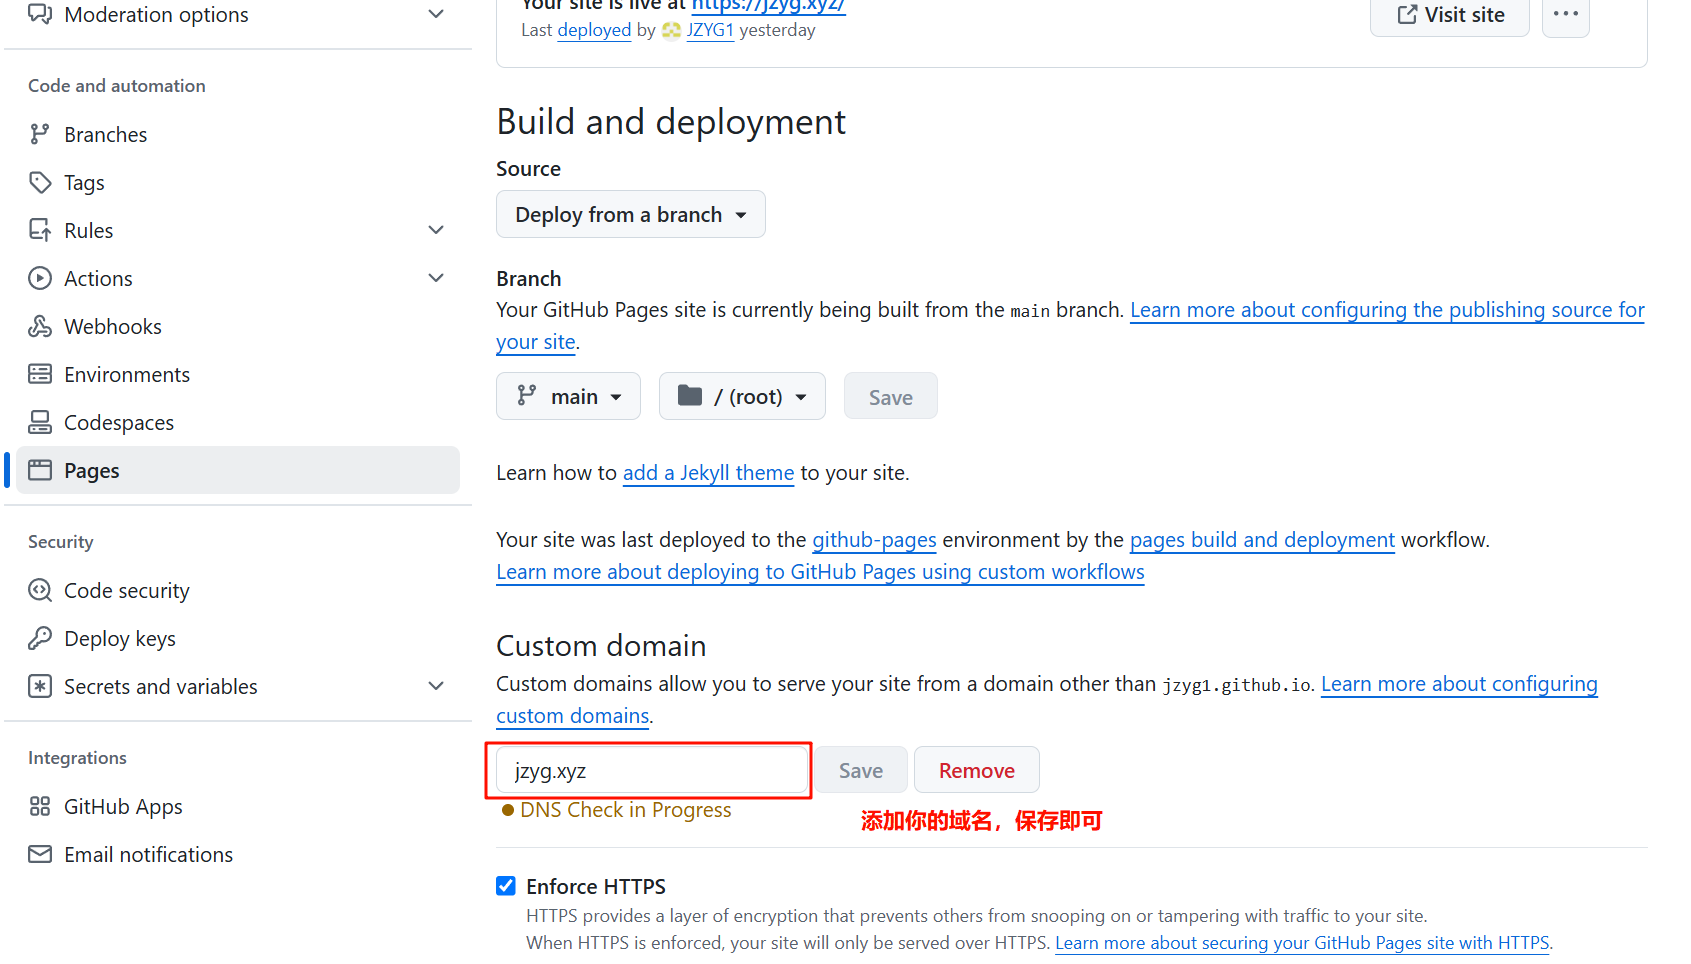 Moderation options
Code and automation
Branches
Tags
Rules
Actions
Webhooks
Environments
Codespaces
Pages
Security
Code security
Deploy keys
Secrets and variables
Integrations
GitHub Apps
Email notifications
Your site is live at https://jzyg.xyz/
Last deployed by JZYG1 yesterday
Visit site
Build and deployment
Source
Deploy from a branch
Branch
Your GitHub Pages site is currently being built from the main branch. Learn more about configuring the publishing source for
your site.
main
/ (root)
Save
Learn how to add a Jekyll theme to your site.
Your site was last deployed to the github-pages environment by the pages build and deployment workflow.
Learn more about deploying to GitHub Pages using custom workflows
Custom domain
Custom domains allow you to serve your site from a domain other than jzyg1.github.io. Learn more about configuring
custom domains.
jzyg.xyz
Save
Remove
DNS Check in Progress
添加你的域名，保存即可
Enforce HTTPS
HTTPS provides a layer of encryption that prevents others from snooping on or tampering with traffic to your site.
When HTTPS is enforced, your site will only be served over HTTPS. Learn more about securing your GitHub Pages site with HTTPS.